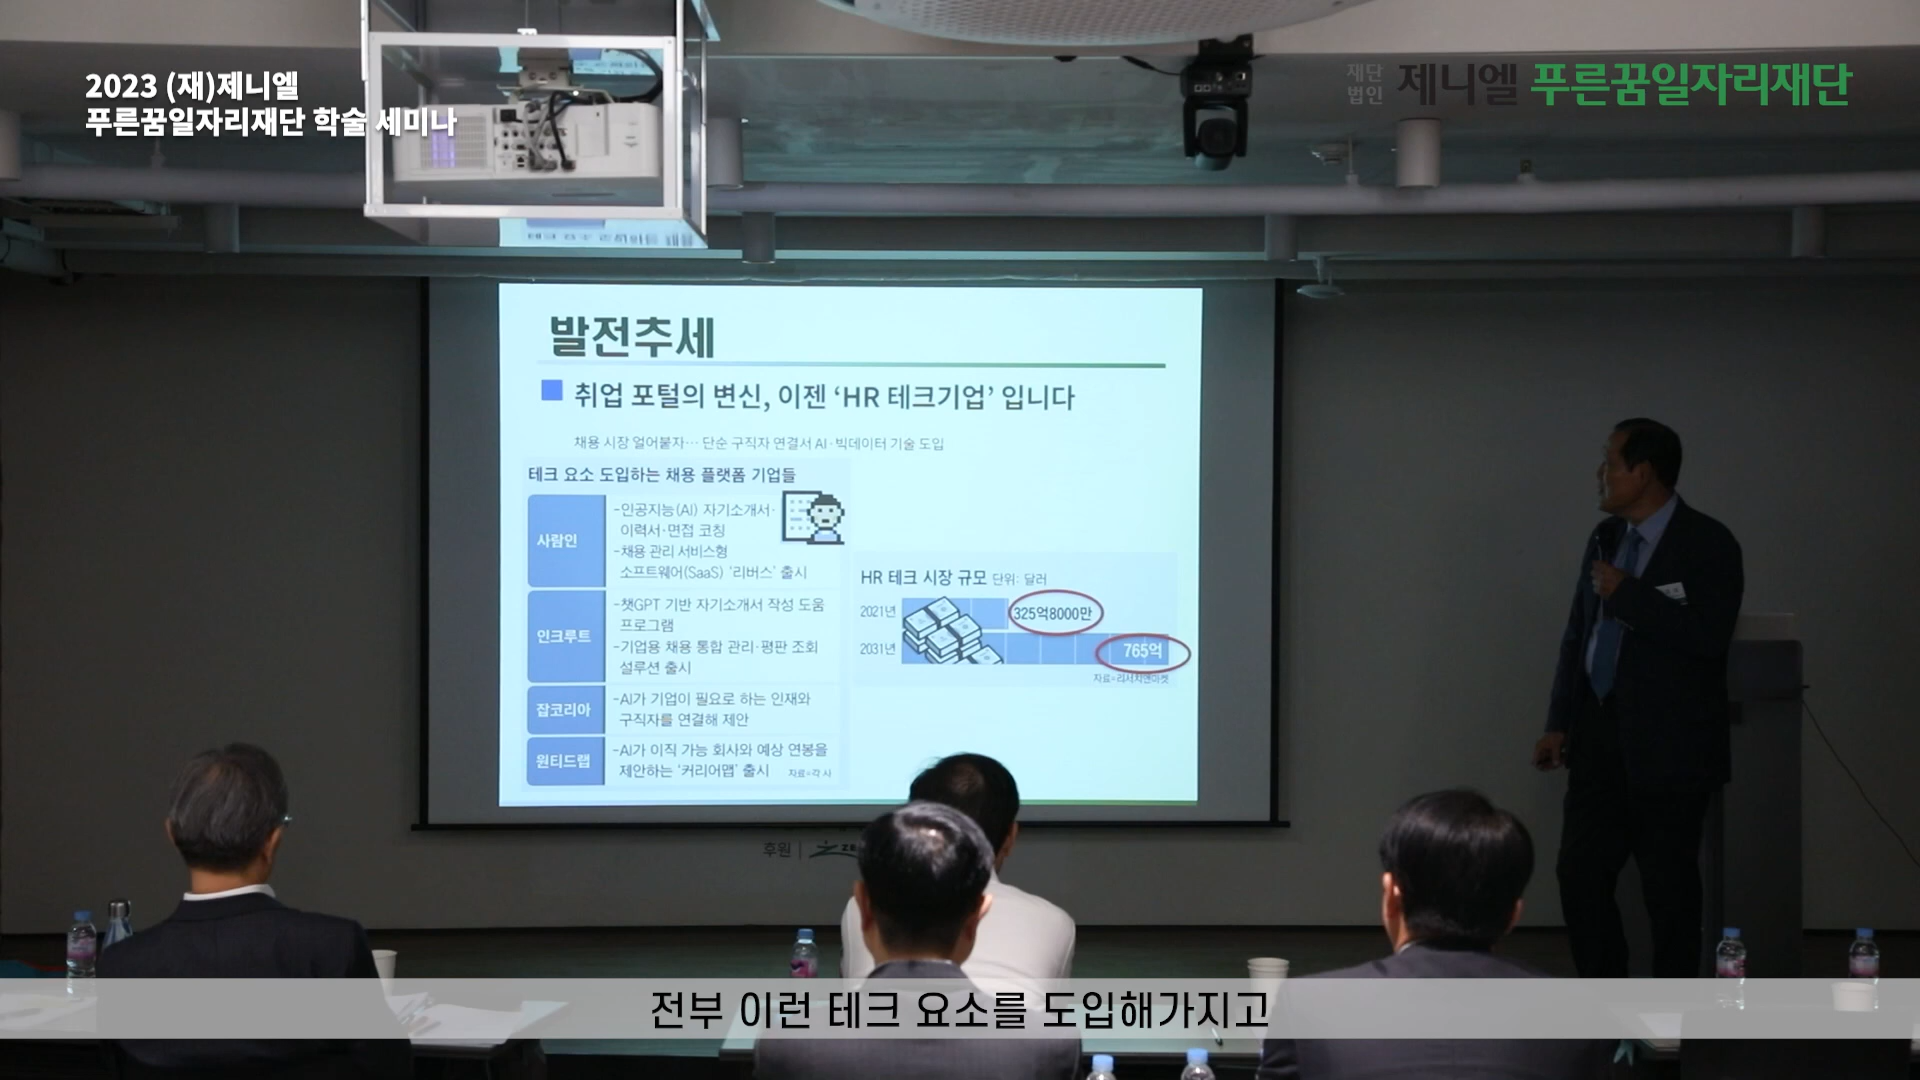 2023 (재)제니엘
푸른꿈일자리재단 학술 세미나
재단
법인
제니엘 푸른꿈일자리재단
발전추세
취업 포털의 변신, 이젠 ‘HR 테크기업’ 입니다
채용 시장 얼어붙자… 단순 구직자 연결서 AI·빅데이터 기술 도입
테크 요소 도입하는 채용 플랫폼 기업들
사람인
-인공지능(AI) 자기소개서·
이력서·면접 코칭
-채용 관리 서비스형
소프트웨어(SaaS) ‘리버스’ 출시
인크루트
-챗GPT 기반 자기소개서 작성 도움
프로그램
-기업용 채용 통합 관리·평판 조회
설루션 출시
잡코리아
-AI가 기업이 필요로 하는 인재와
구직자를 연결해 제안
원티드랩
-AI가 이직 가능 회사와 예상 연봉을
제안하는 ‘커리어맵’ 출시
자료=각 사
HR 테크 시장 규모 단위: 달러
2021년
325억8000만
2031년
765억
자료=리서치앤마켓
후원
전부 이런 테크 요소를 도입해가지고